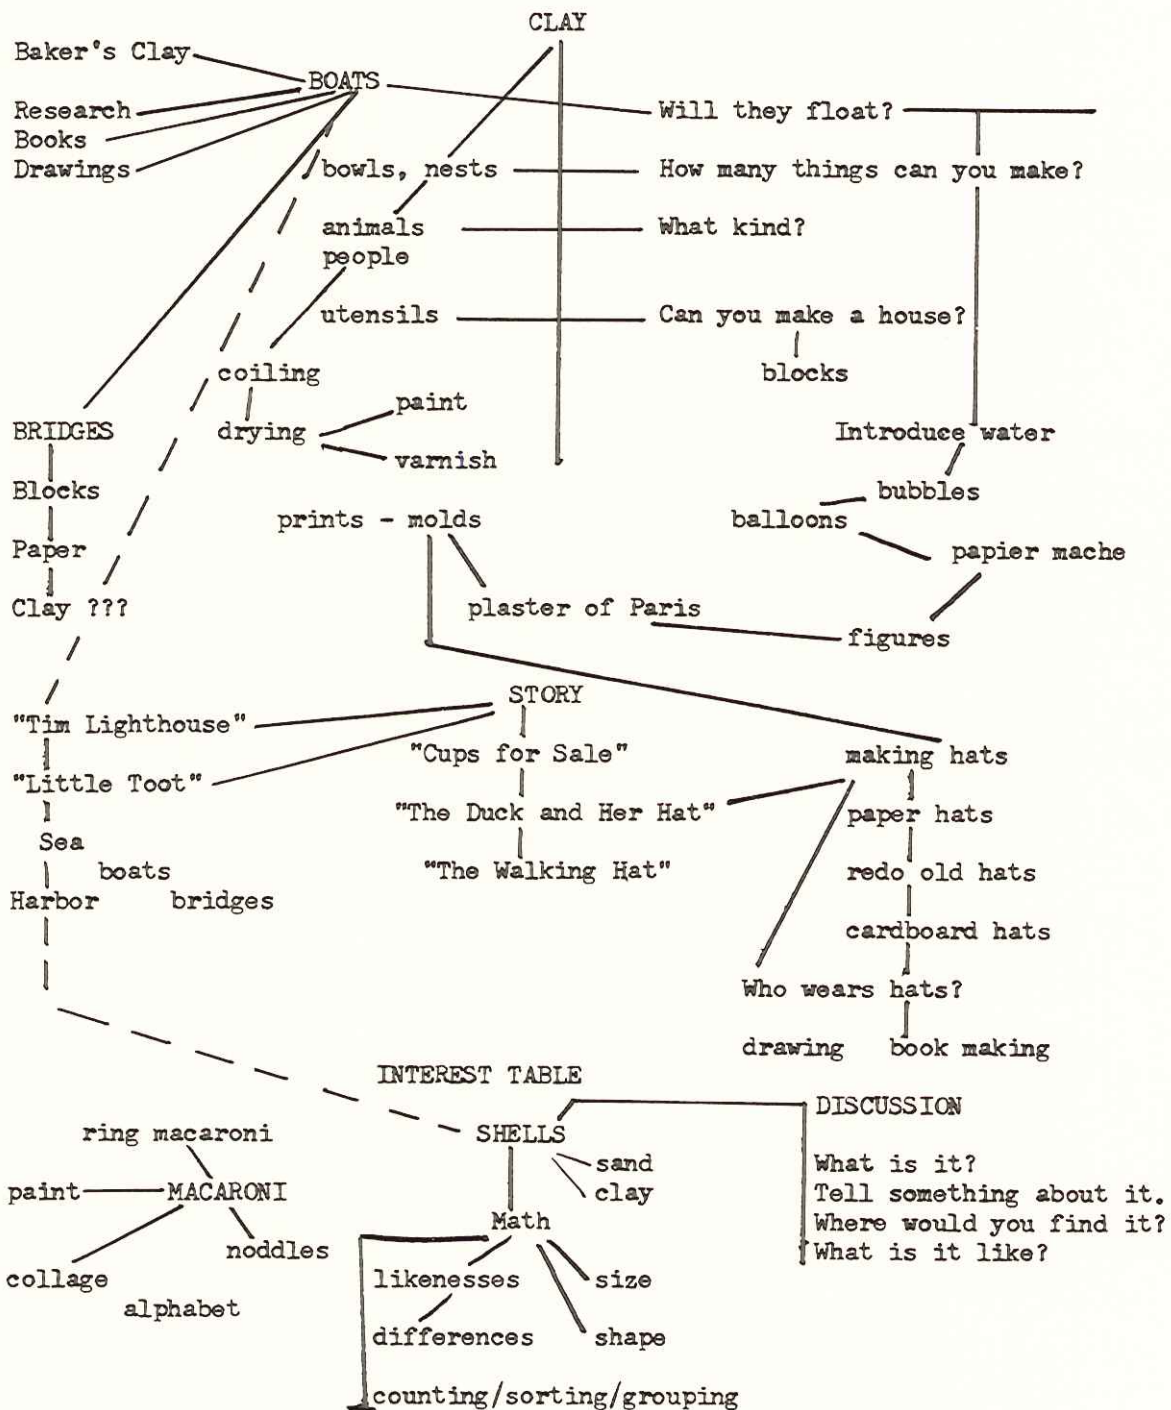 CLAY
Baker's Clay
BOATS
Research
Will they float?
Books
Drawings
bowls, nests
How many things can you make?
animals
What kind?
people
utensils
Can you make a house?
coiling
blocks
paint
BRIDGES
drying
Introduce water
varnish
Blocks
bubbles
prints - molds
balloons
Paper
papier mache
Clay ???
plaster of Paris
figures
STORY
"Tim Lighthouse"
"Cups for Sale"
making hats
"Little Toot"
"The Duck and Her Hat"
paper hats
Sea
boats
"The Walking Hat"
redo old hats
Harbor
bridges
cardboard hats
Who wears hats?
drawing
book making
INTEREST TABLE
DISCUSSION
ring macaroni
SHELLS
sand
What is it?
paint
MACARONI
clay
Tell something about it.
Math
Where would you find it?
noddles
What is it like?
collage
likenesses
size
alphabet
differences
shape
counting/sorting/grouping